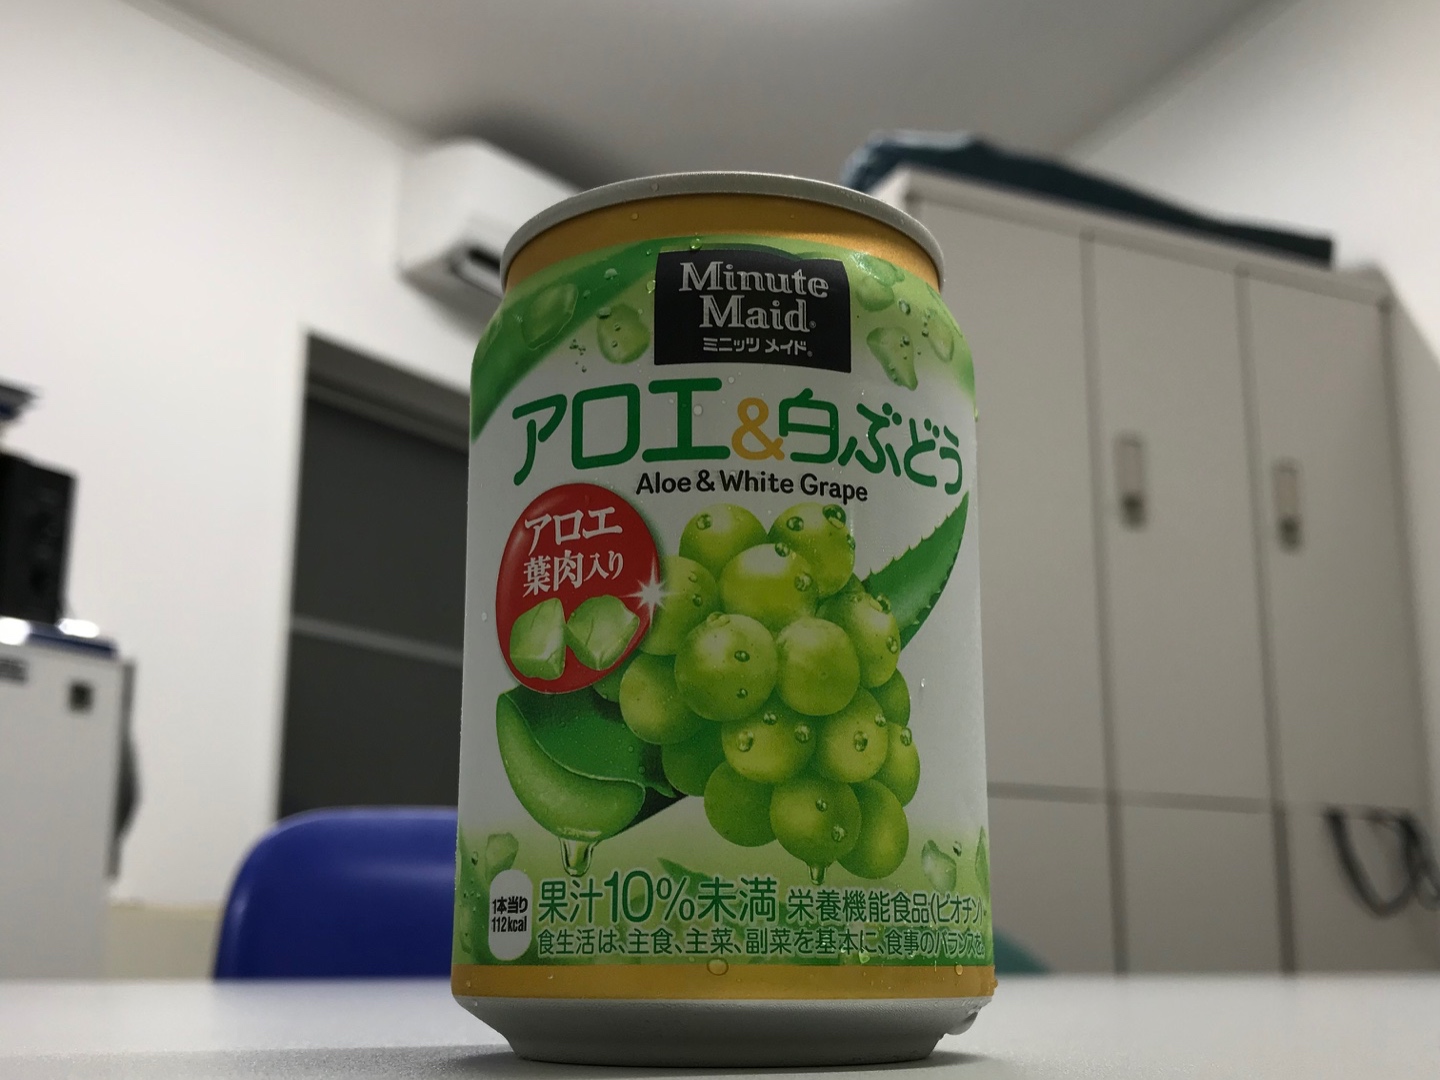 Minute
Maid®
ミニッツ メイド®
アロエ&白ぶどう
Aloe & White Grape
アロエ
葉肉入り
1本当り
112kcal
果汁10%未満 栄養機能食品(ビオチン)
食生活は、主食、主菜、副菜を基本に、食事のバランスを